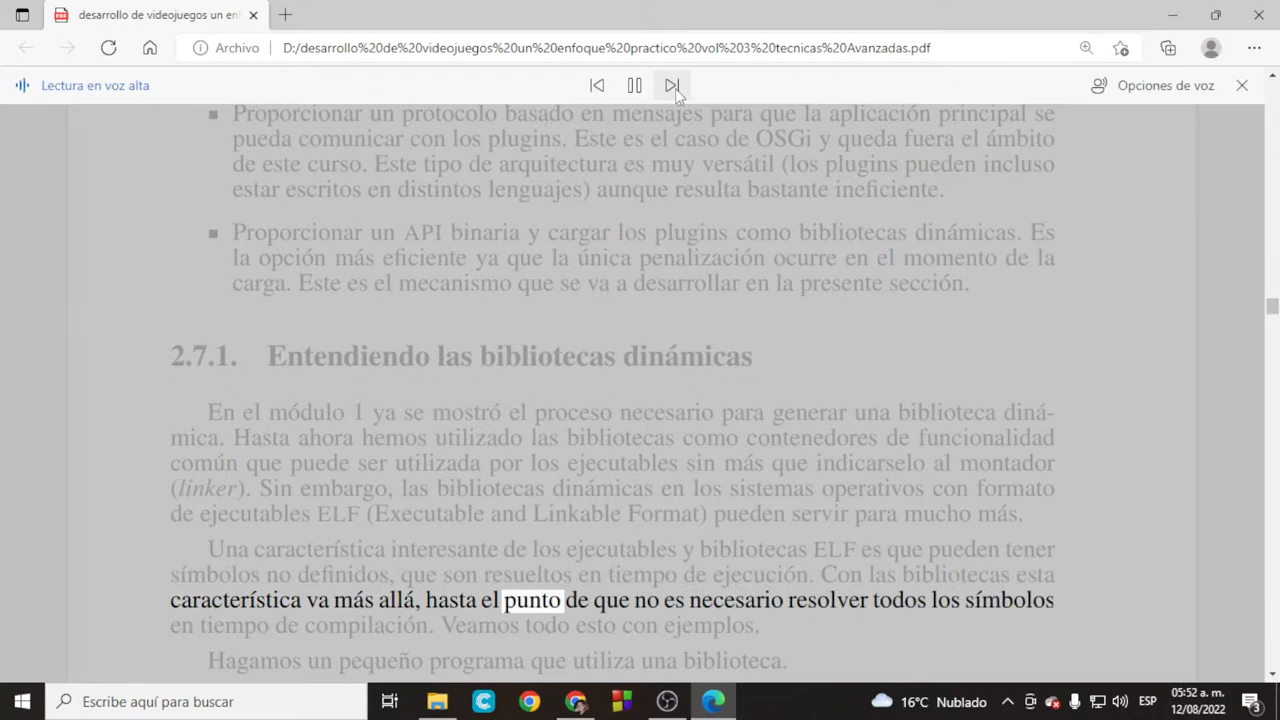 desarrollo de videojuegos un en
Archivo
D:/desarrollo%20de%20videojuegos%20un%20enfoque%20practico%20vol%203%20tecnicas%20Avanzadas.pdf
Lectura en voz alta
Opciones de voz
Proporcionar un protocolo basado en mensajes para que la aplicación principal se
pueda comunicar con los plugins. Este es el caso de OSGi y queda fuera el ámbito
de este curso. Este tipo de arquitectura es muy versátil (los plugins pueden incluso
estar escritos en distintos lenguajes) aunque resulta bastante ineficiente.
Proporcionar un API binaria y cargar los plugins como bibliotecas dinámicas. Es
la opción más eficiente ya que la única penalización ocurre en el momento de la
carga. Este es el mecanismo que se va a desarrollar en la presente sección.
2.7.1. Entendiendo las bibliotecas dinámicas
En el módulo 1 ya se mostró el proceso necesario para generar una biblioteca diná-
mica. Hasta ahora hemos utilizado las bibliotecas como contenedores de funcionalidad
común que puede ser utilizada por los ejecutables sin más que indicarselo al montador
(linker). Sin embargo, las bibliotecas dinámicas en los sistemas operativos con formato
de ejecutables ELF (Executable and Linkable Format) pueden servir para mucho más.
Una característica interesante de los ejecutables y bibliotecas ELF es que pueden tener
símbolos no definidos, que son resueltos en tiempo de ejecución. Con las bibliotecas esta
característica va más allá, hasta el punto de que no es necesario resolver todos los símbolos
en tiempo de compilación. Veamos todo esto con ejemplos.
Hagamos un pequeño programa que utiliza una biblioteca.
Escribe aquí para buscar
16°C Nublado
ESP
05:52 a. m.
12/08/2022
3